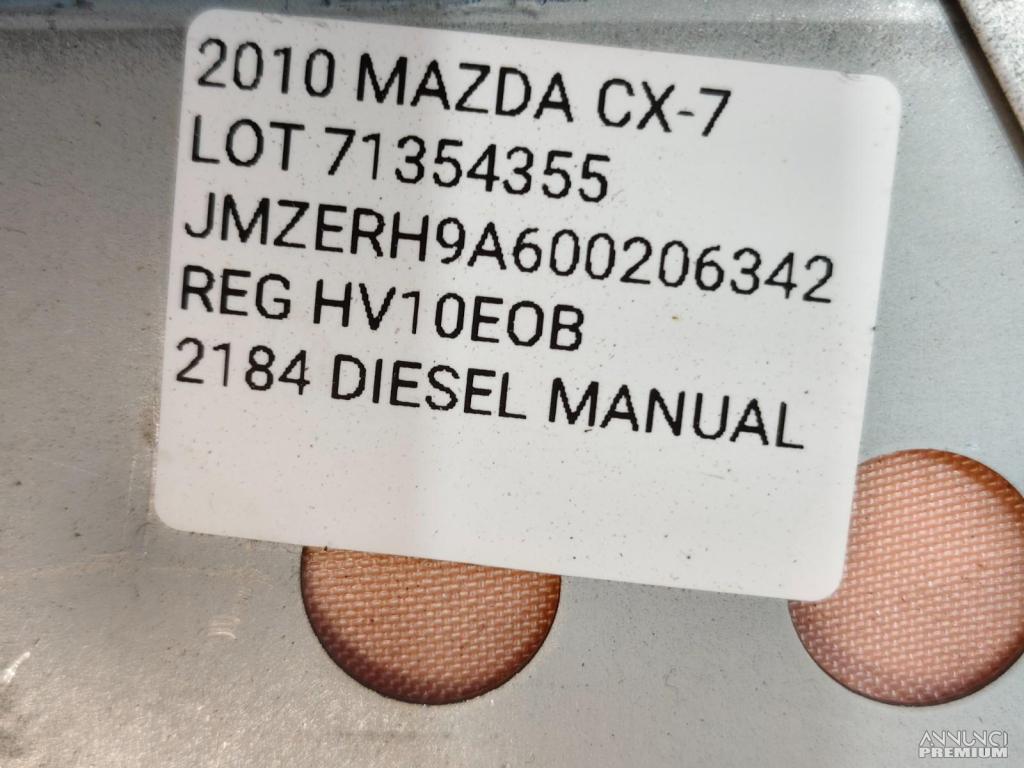 2010 MAZDA CX-7
LOT 71354355
JMZERH9A600206342
REG HV10EOB
2184 DIESEL MANUAL
ANNUNCI
PREMIUM